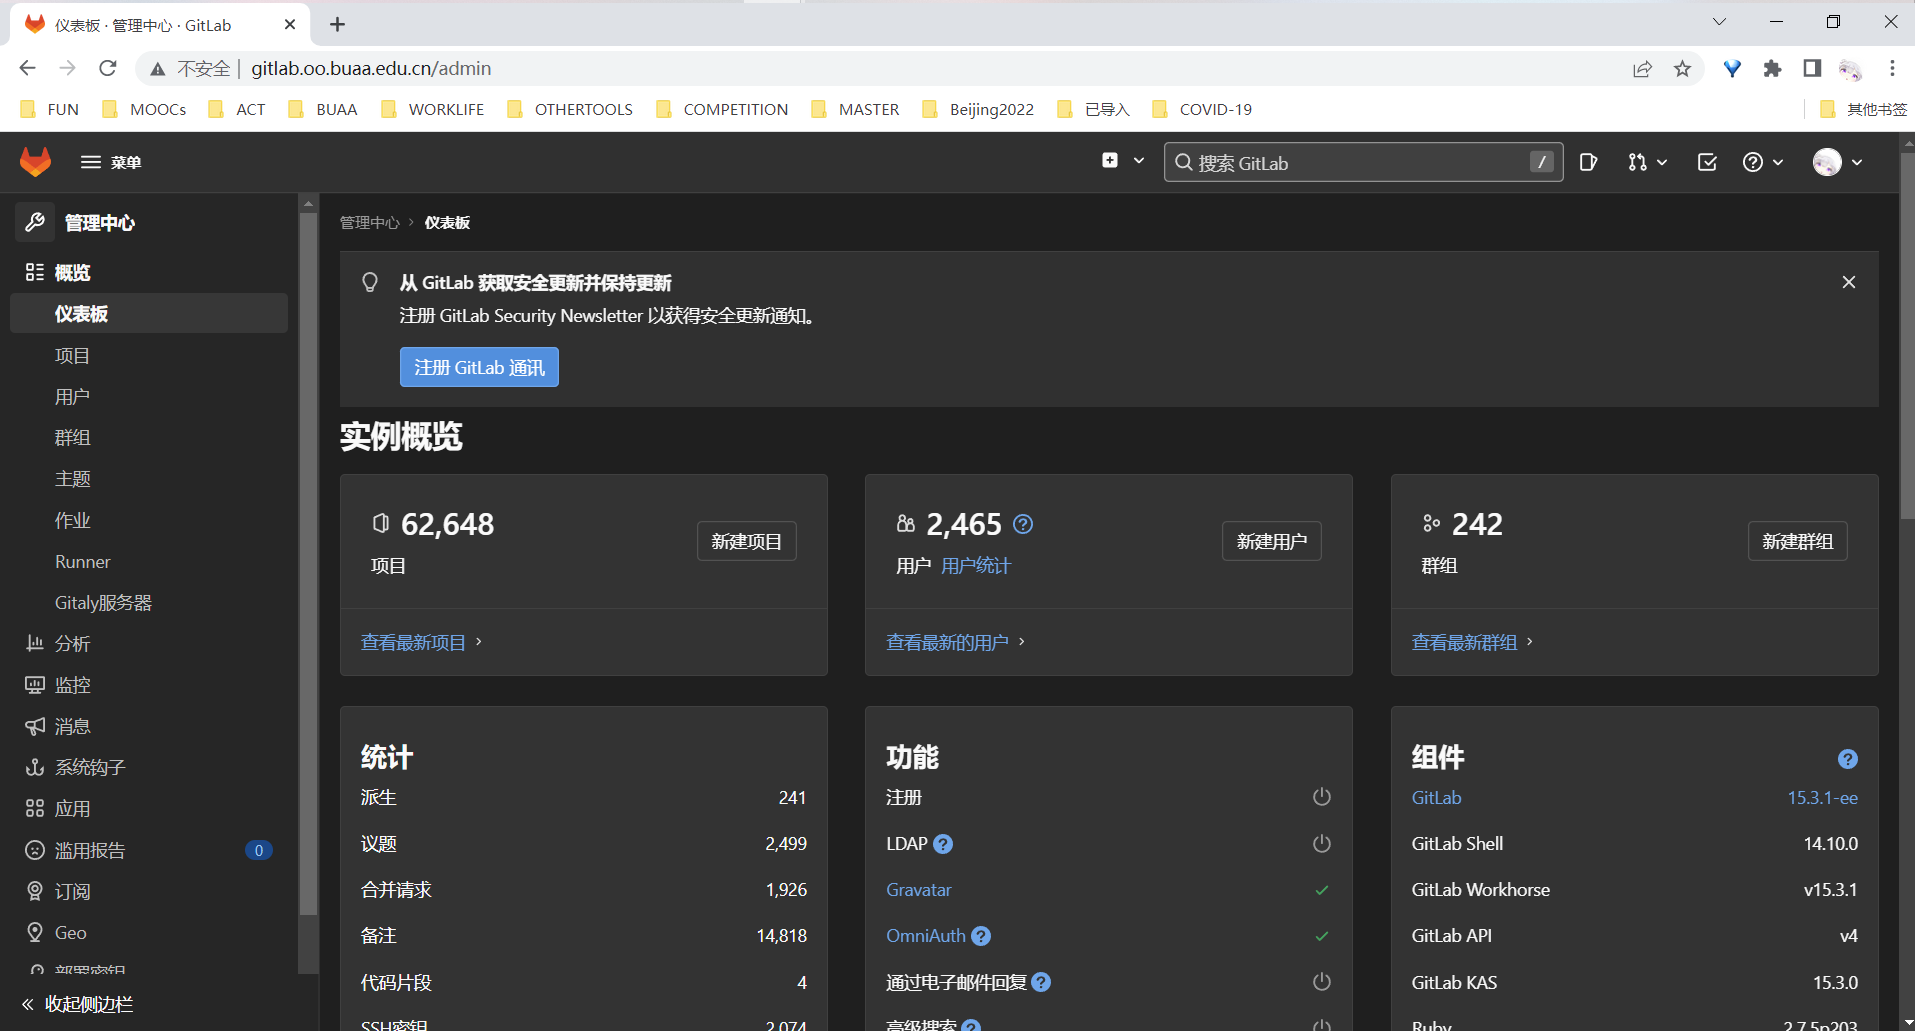 仪表板 · 管理中心 · GitLab
不安全 | gitlab.oo.buaa.edu.cn/admin
FUN MOOCs ACT BUAA WORKLIFE OTHERTOOLS COMPETITION MASTER Beijing2022 已导入 COVID-19 其他书签
菜单 搜索 GitLab /
管理中心
概览
仪表板
项目
用户
群组
主题
作业
Runner
Gitaly服务器
分析
监控
消息
系统钩子
应用
滥用报告 0
订阅
Geo
部署密钥
收起侧边栏
管理中心 › 仪表板
从 GitLab 获取安全更新并保持更新
注册 GitLab Security Newsletter 以获得安全更新通知。
注册 GitLab 通讯
实例概览
62,648
项目
新建项目
查看最新项目 ›
2,465
用户 用户统计
新建用户
查看最新的用户 ›
242
群组
新建群组
查看最新群组 ›
统计
派生 241
议题 2,499
合并请求 1,926
备注 14,818
代码片段 4
SSH密钥 2,074
功能
注册
LDAP
Gravatar
OmniAuth
通过电子邮件回复
高级搜索
组件
GitLab 15.3.1-ee
GitLab Shell 14.10.0
GitLab Workhorse v15.3.1
GitLab API v4
GitLab KAS 15.3.0
Ruby 2.7.5p203